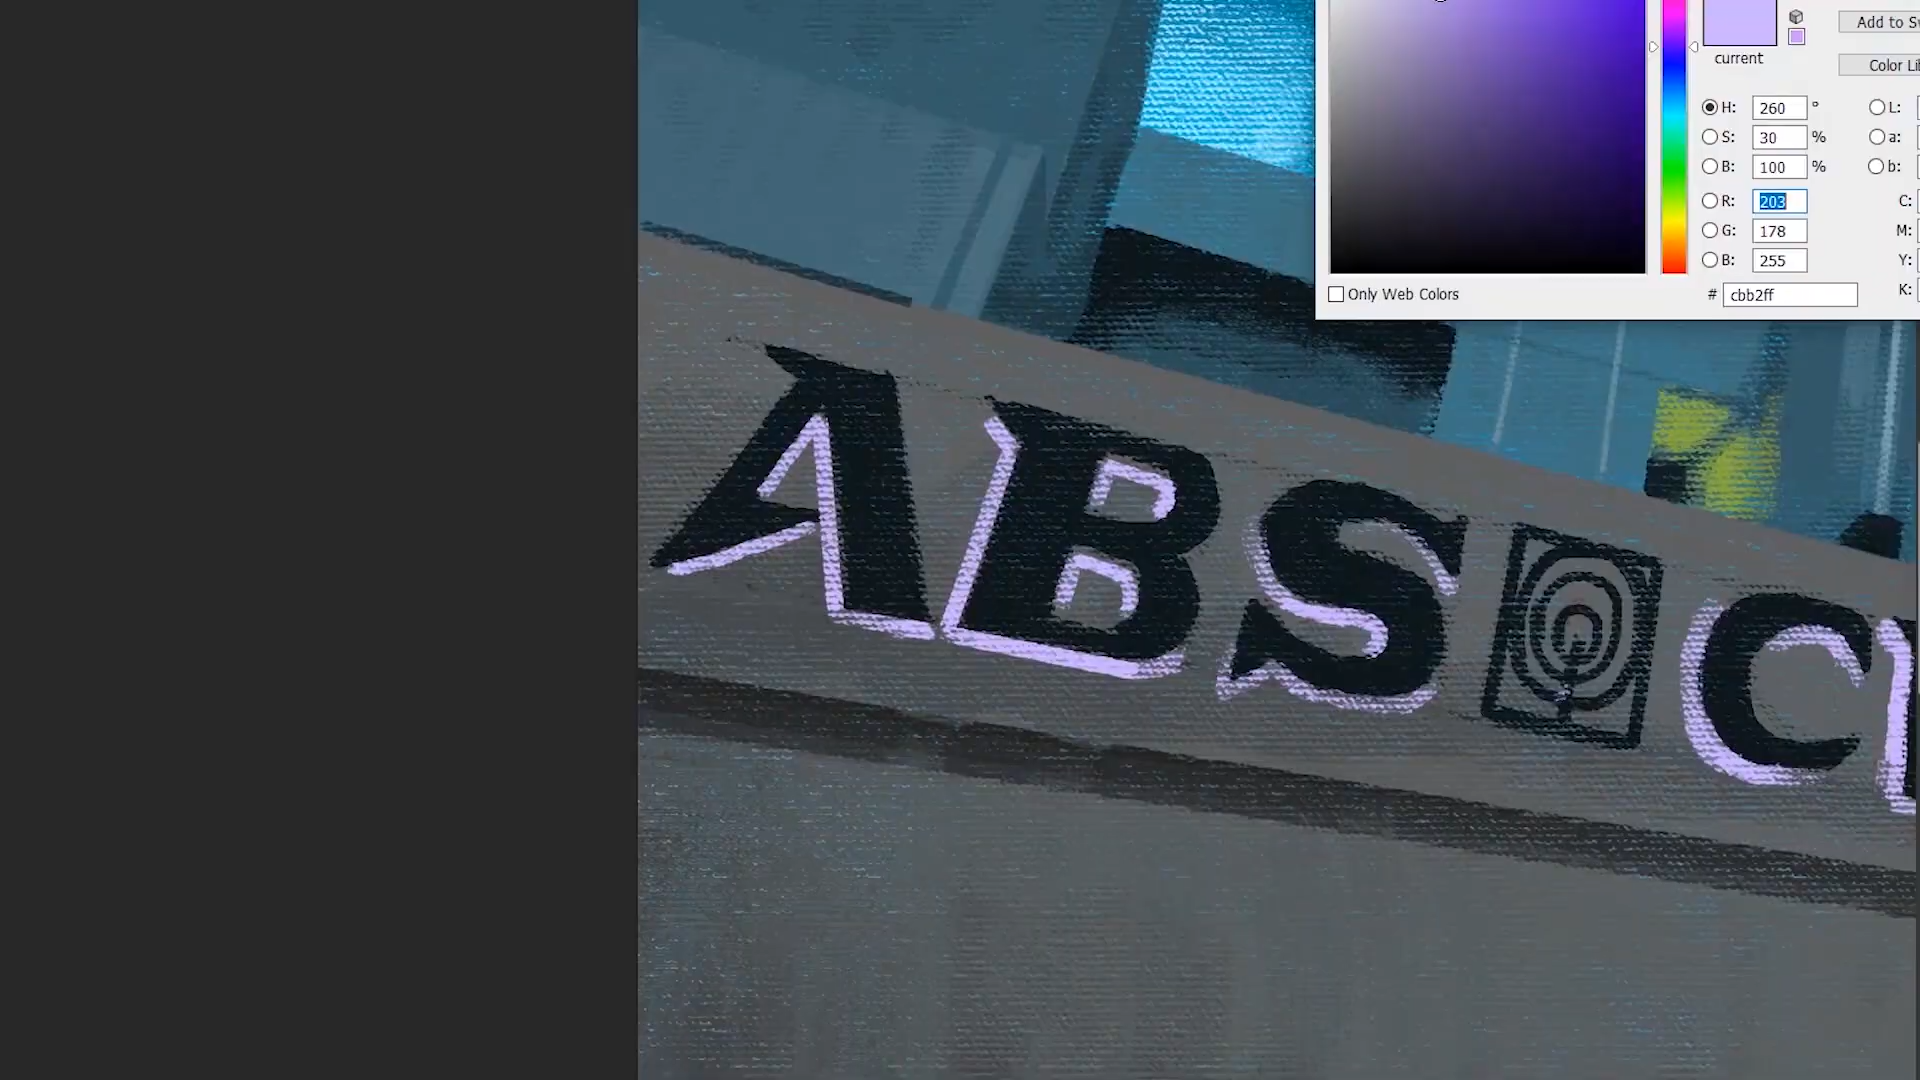 Add to S
current
Color Li
H: 260 °
L:
S: 30 %
a:
B: 100 %
b:
R: 203
C:
G: 178
M:
B: 255
Y:
Only Web Colors
# cbb2ff
K:
ABS C